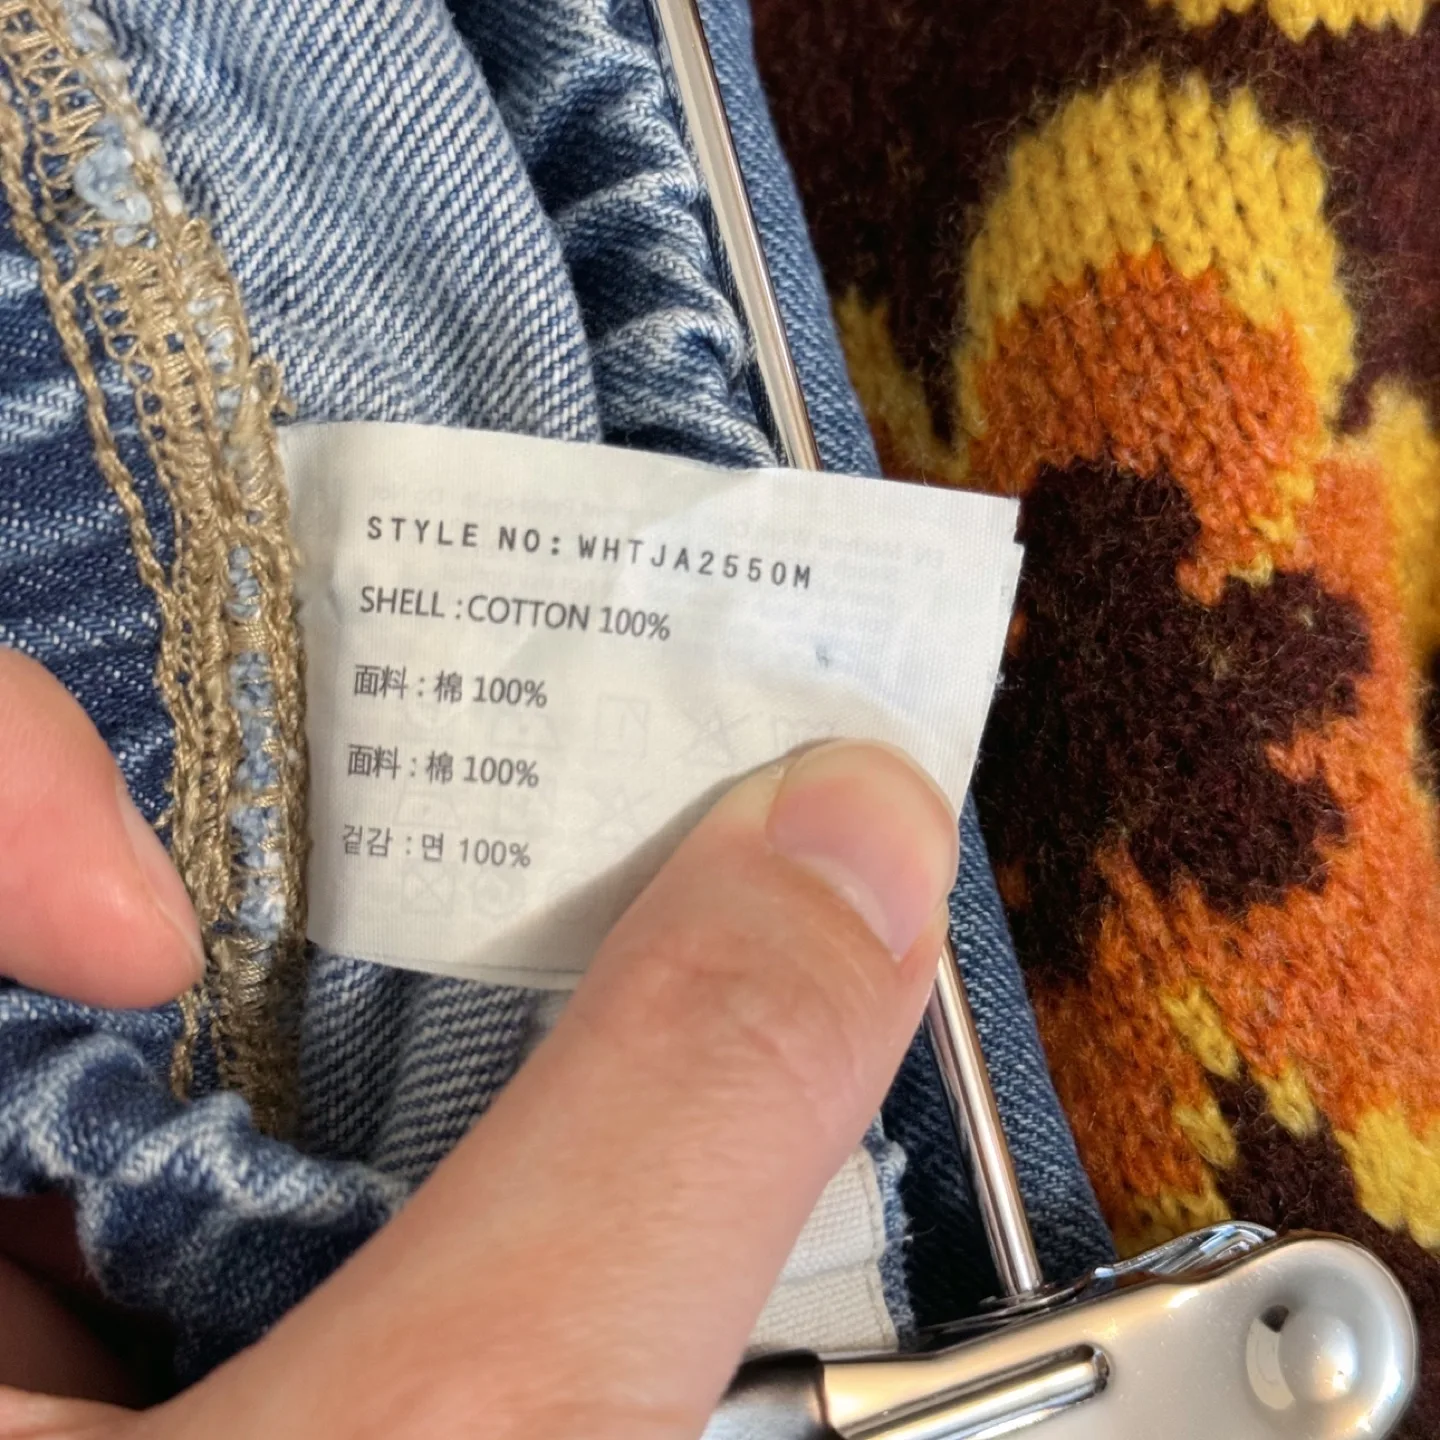 STYLE NO: WHTJA2550M
SHELL :COTTON 100%
面料 : 棉 100%
面料 : 棉 100%
겉감 : 면 100%